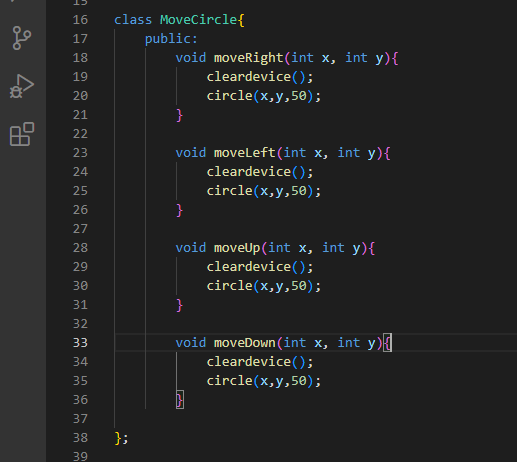 15
16 class MoveCircle{
17     public:
18         void moveRight(int x, int y){
19             cleardevice();
20             circle(x,y,50);
21         }
22
23         void moveLeft(int x, int y){
24             cleardevice();
25             circle(x,y,50);
26         }
27
28         void moveUp(int x, int y){
29             cleardevice();
30             circle(x,y,50);
31         }
32
33         void moveDown(int x, int y){
34             cleardevice();
35             circle(x,y,50);
36         }
37
38 };
39